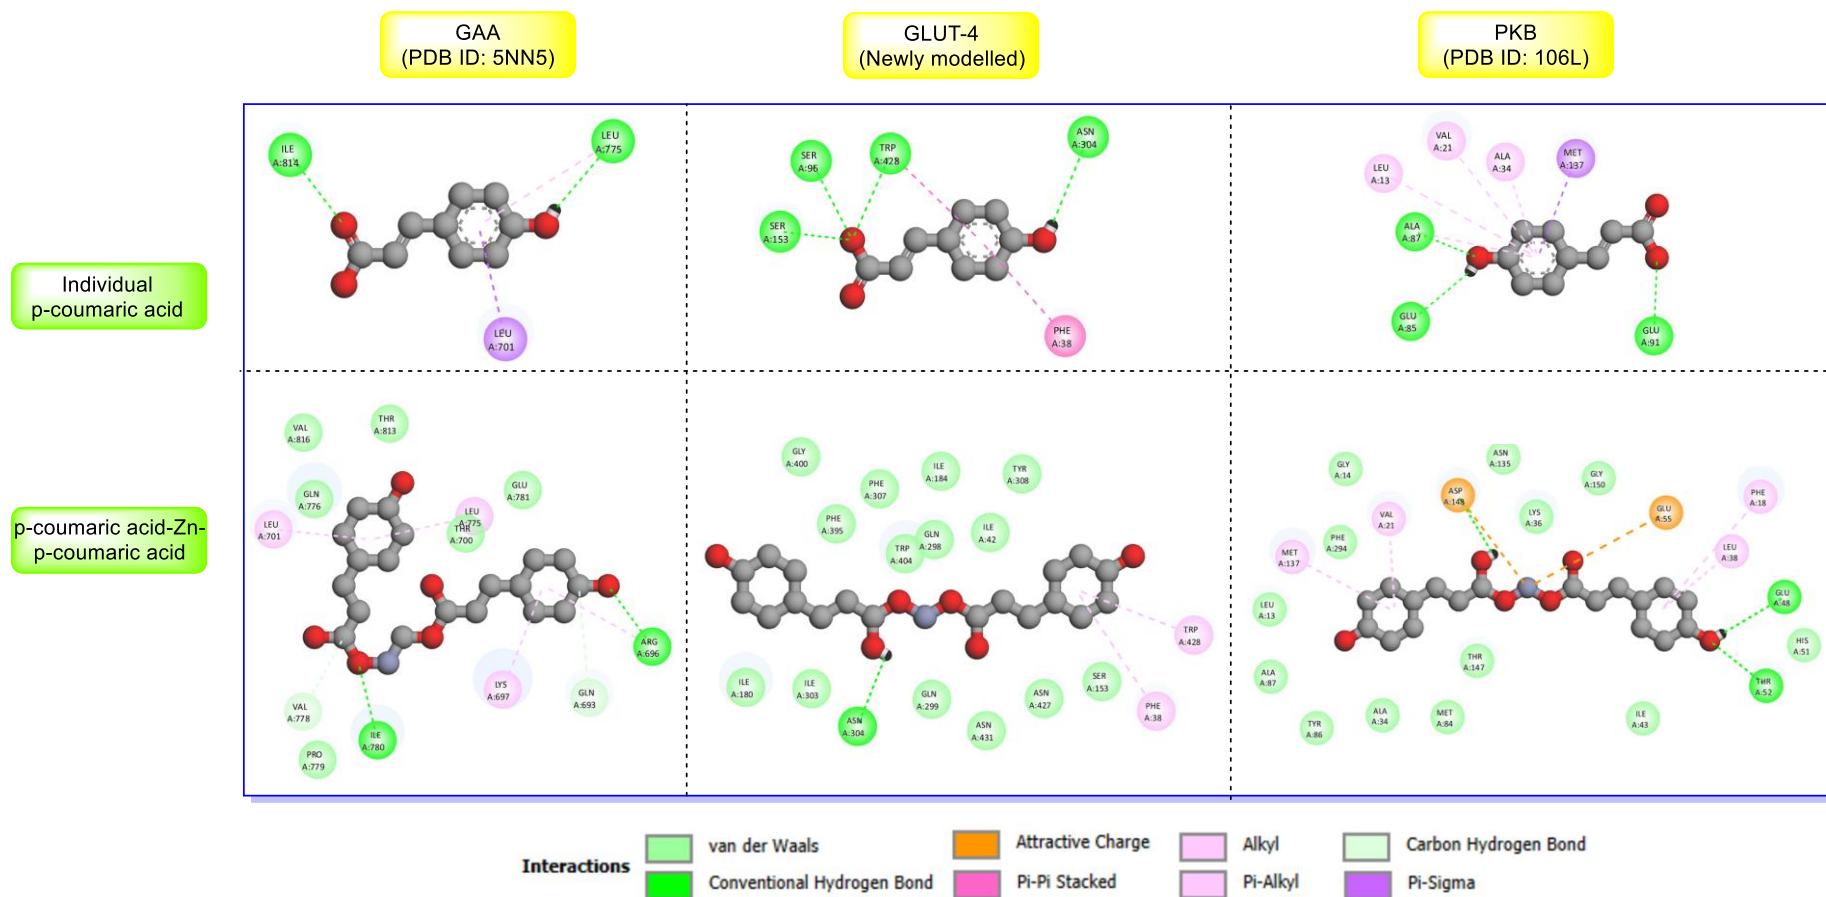 GAA
(PDB ID: 5NN5)
GLUT-4
(Newly modelled)
PKB
(PDB ID: 106L)
Individual
p-coumaric acid
ILE
A:814
LEU
A:775
LEU
A:701
SER
A:96
TRP
A:428
ASN
A:304
SER
A:153
PHE
A:38
VAL
A:21
ALA
A:34
MET
A:137
LEU
A:13
ALA
A:87
GLU
A:85
GLU
A:91
p-coumaric acid-Zn-
p-coumaric acid
VAL
A:816
THR
A:813
GLN
A:776
GLU
A:781
LEU
A:701
LEU
A:775
THR
A:700
ARG
A:696
LYS
A:697
GLN
A:693
VAL
A:778
ILE
A:780
PRO
A:779
GLY
A:400
PHE
A:307
ILE
A:184
TYR
A:308
PHE
A:395
TRP
A:404
GLN
A:298
ILE
A:42
TRP
A:428
ILE
A:180
ILE
A:303
ASN
A:304
GLN
A:299
ASN
A:431
ASN
A:427
SER
A:153
PHE
A:38
GLY
A:14
ASN
A:135
GLY
A:150
ASP
A:148
PHE
A:18
VAL
A:21
LYS
A:36
GLU
A:55
PHE
A:294
MET
A:137
LEU
A:38
LEU
A:13
GLU
A:48
HIS
A:51
THR
A:147
ALA
A:87
THR
A:52
TYR
A:86
ALA
A:34
MET
A:84
ILE
A:43
Interactions
van der Waals
Conventional Hydrogen Bond
Attractive Charge
Pi-Pi Stacked
Alkyl
Pi-Alkyl
Carbon Hydrogen Bond
Pi-Sigma